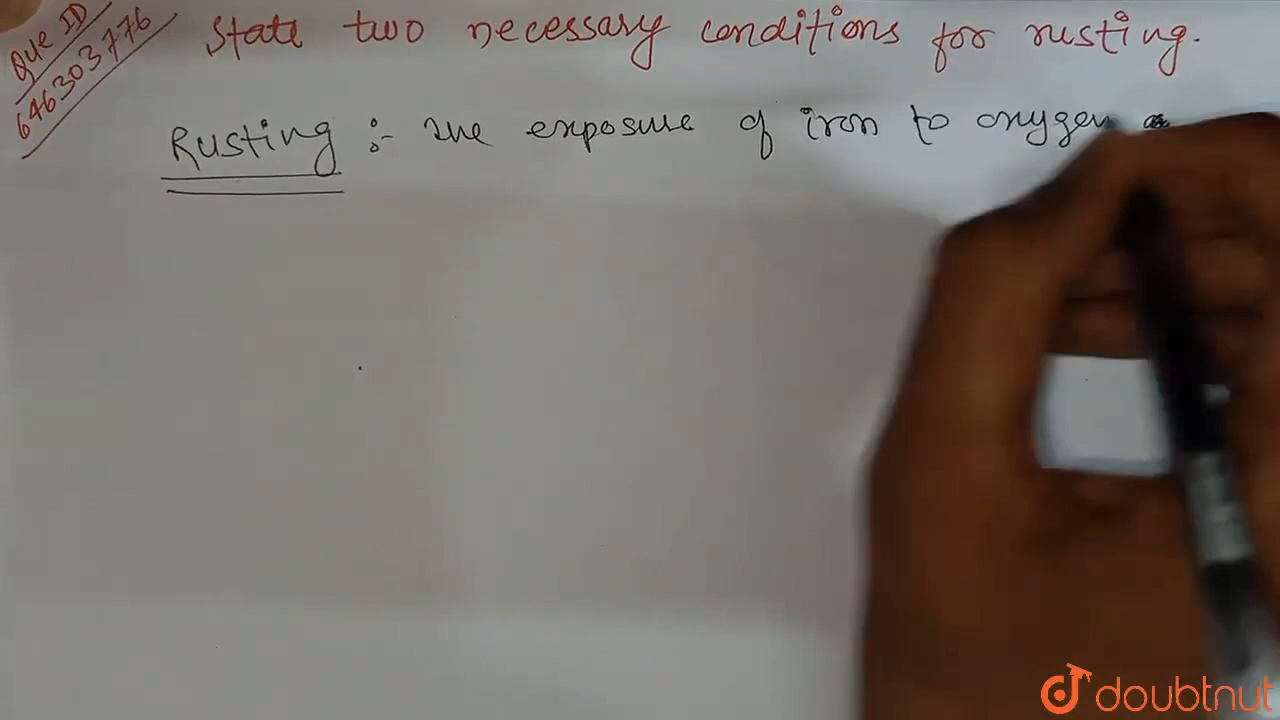 Que ID
646303776
State two necessary conditions for rusting.
Rusting :- the exposure of iron to oxygen
doubtnut